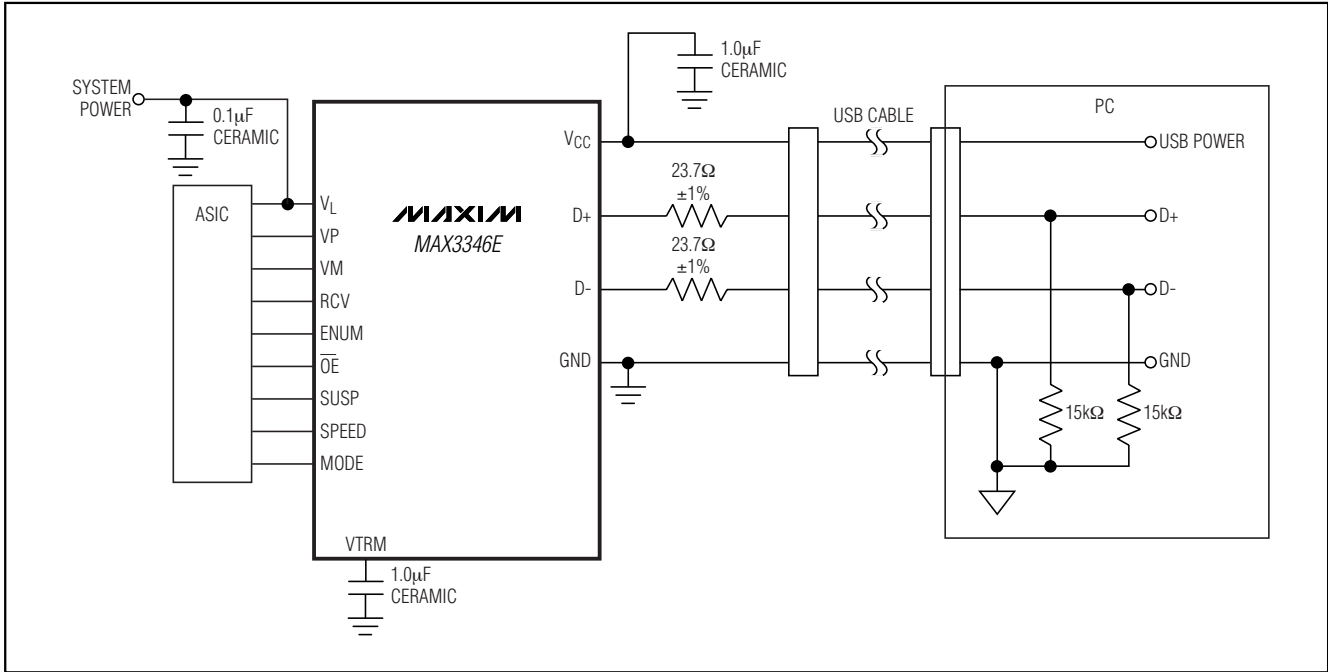 SYSTEM
POWER
0.1µF
CERAMIC
1.0µF
CERAMIC
ASIC
VL
VP
VM
RCV
ENUM
OE
SUSP
SPEED
MODE
MAXIM
MAX3346E
VCC
D+
D-
GND
VTRM
1.0µF
CERAMIC
23.7Ω
±1%
23.7Ω
±1%
USB CABLE
PC
USB POWER
D+
D-
GND
15kΩ
15kΩ